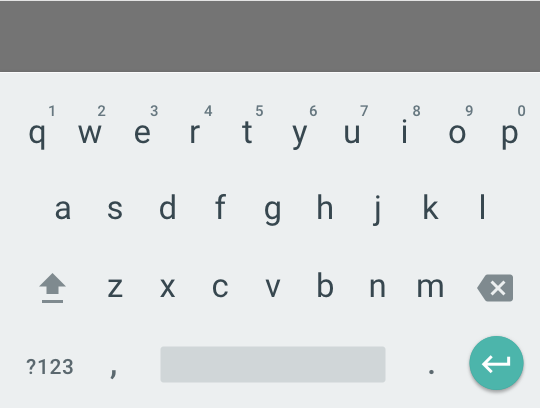 1 2 3 4 5 6 7 8 9 0
q w e r t y u i o p
a s d f g h j k l
z x c v b n m
?123 , .